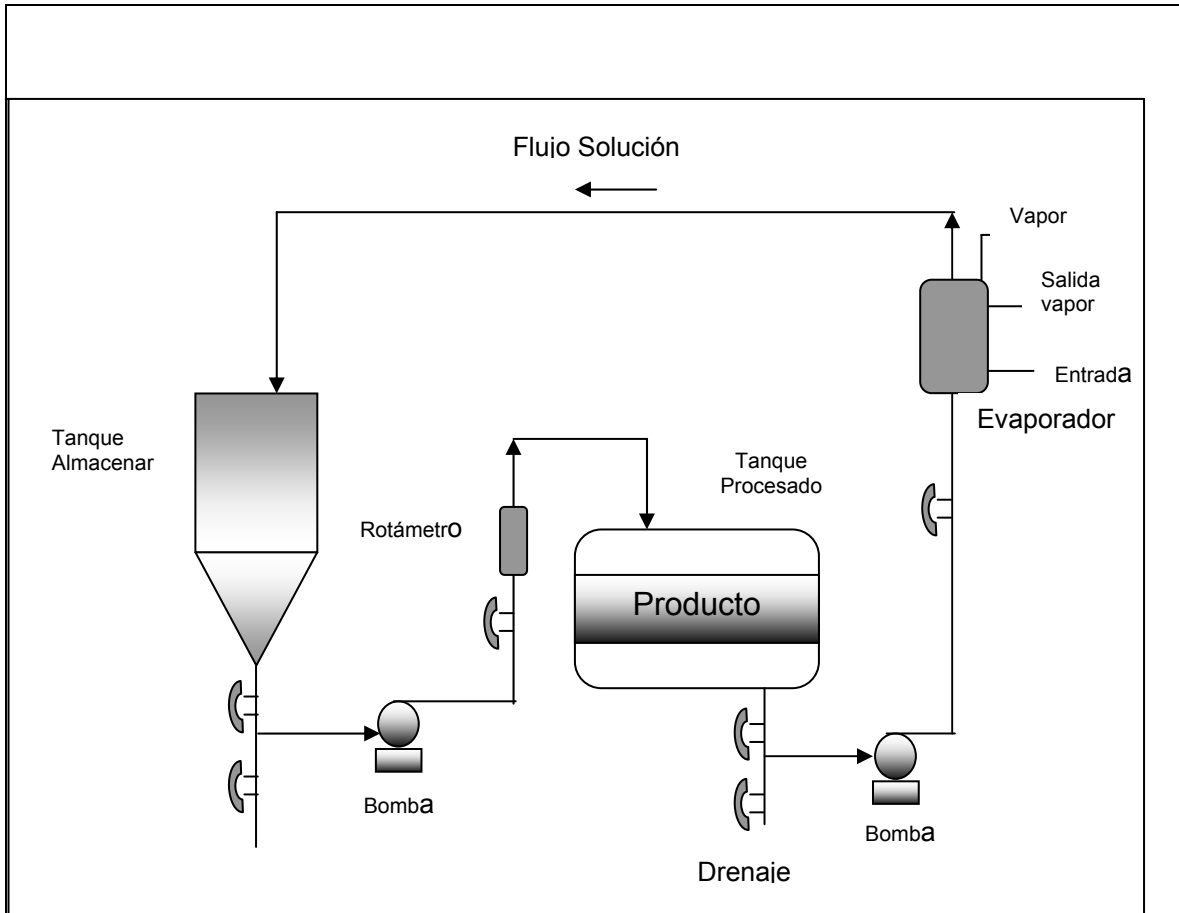 Flujo Solución
Vapor
Salida
vapor
Entrada
Evaporador
Tanque
Almacenar
Tanque
Procesado
Rotámetro
Producto
Bomba
Bomba
Drenaje